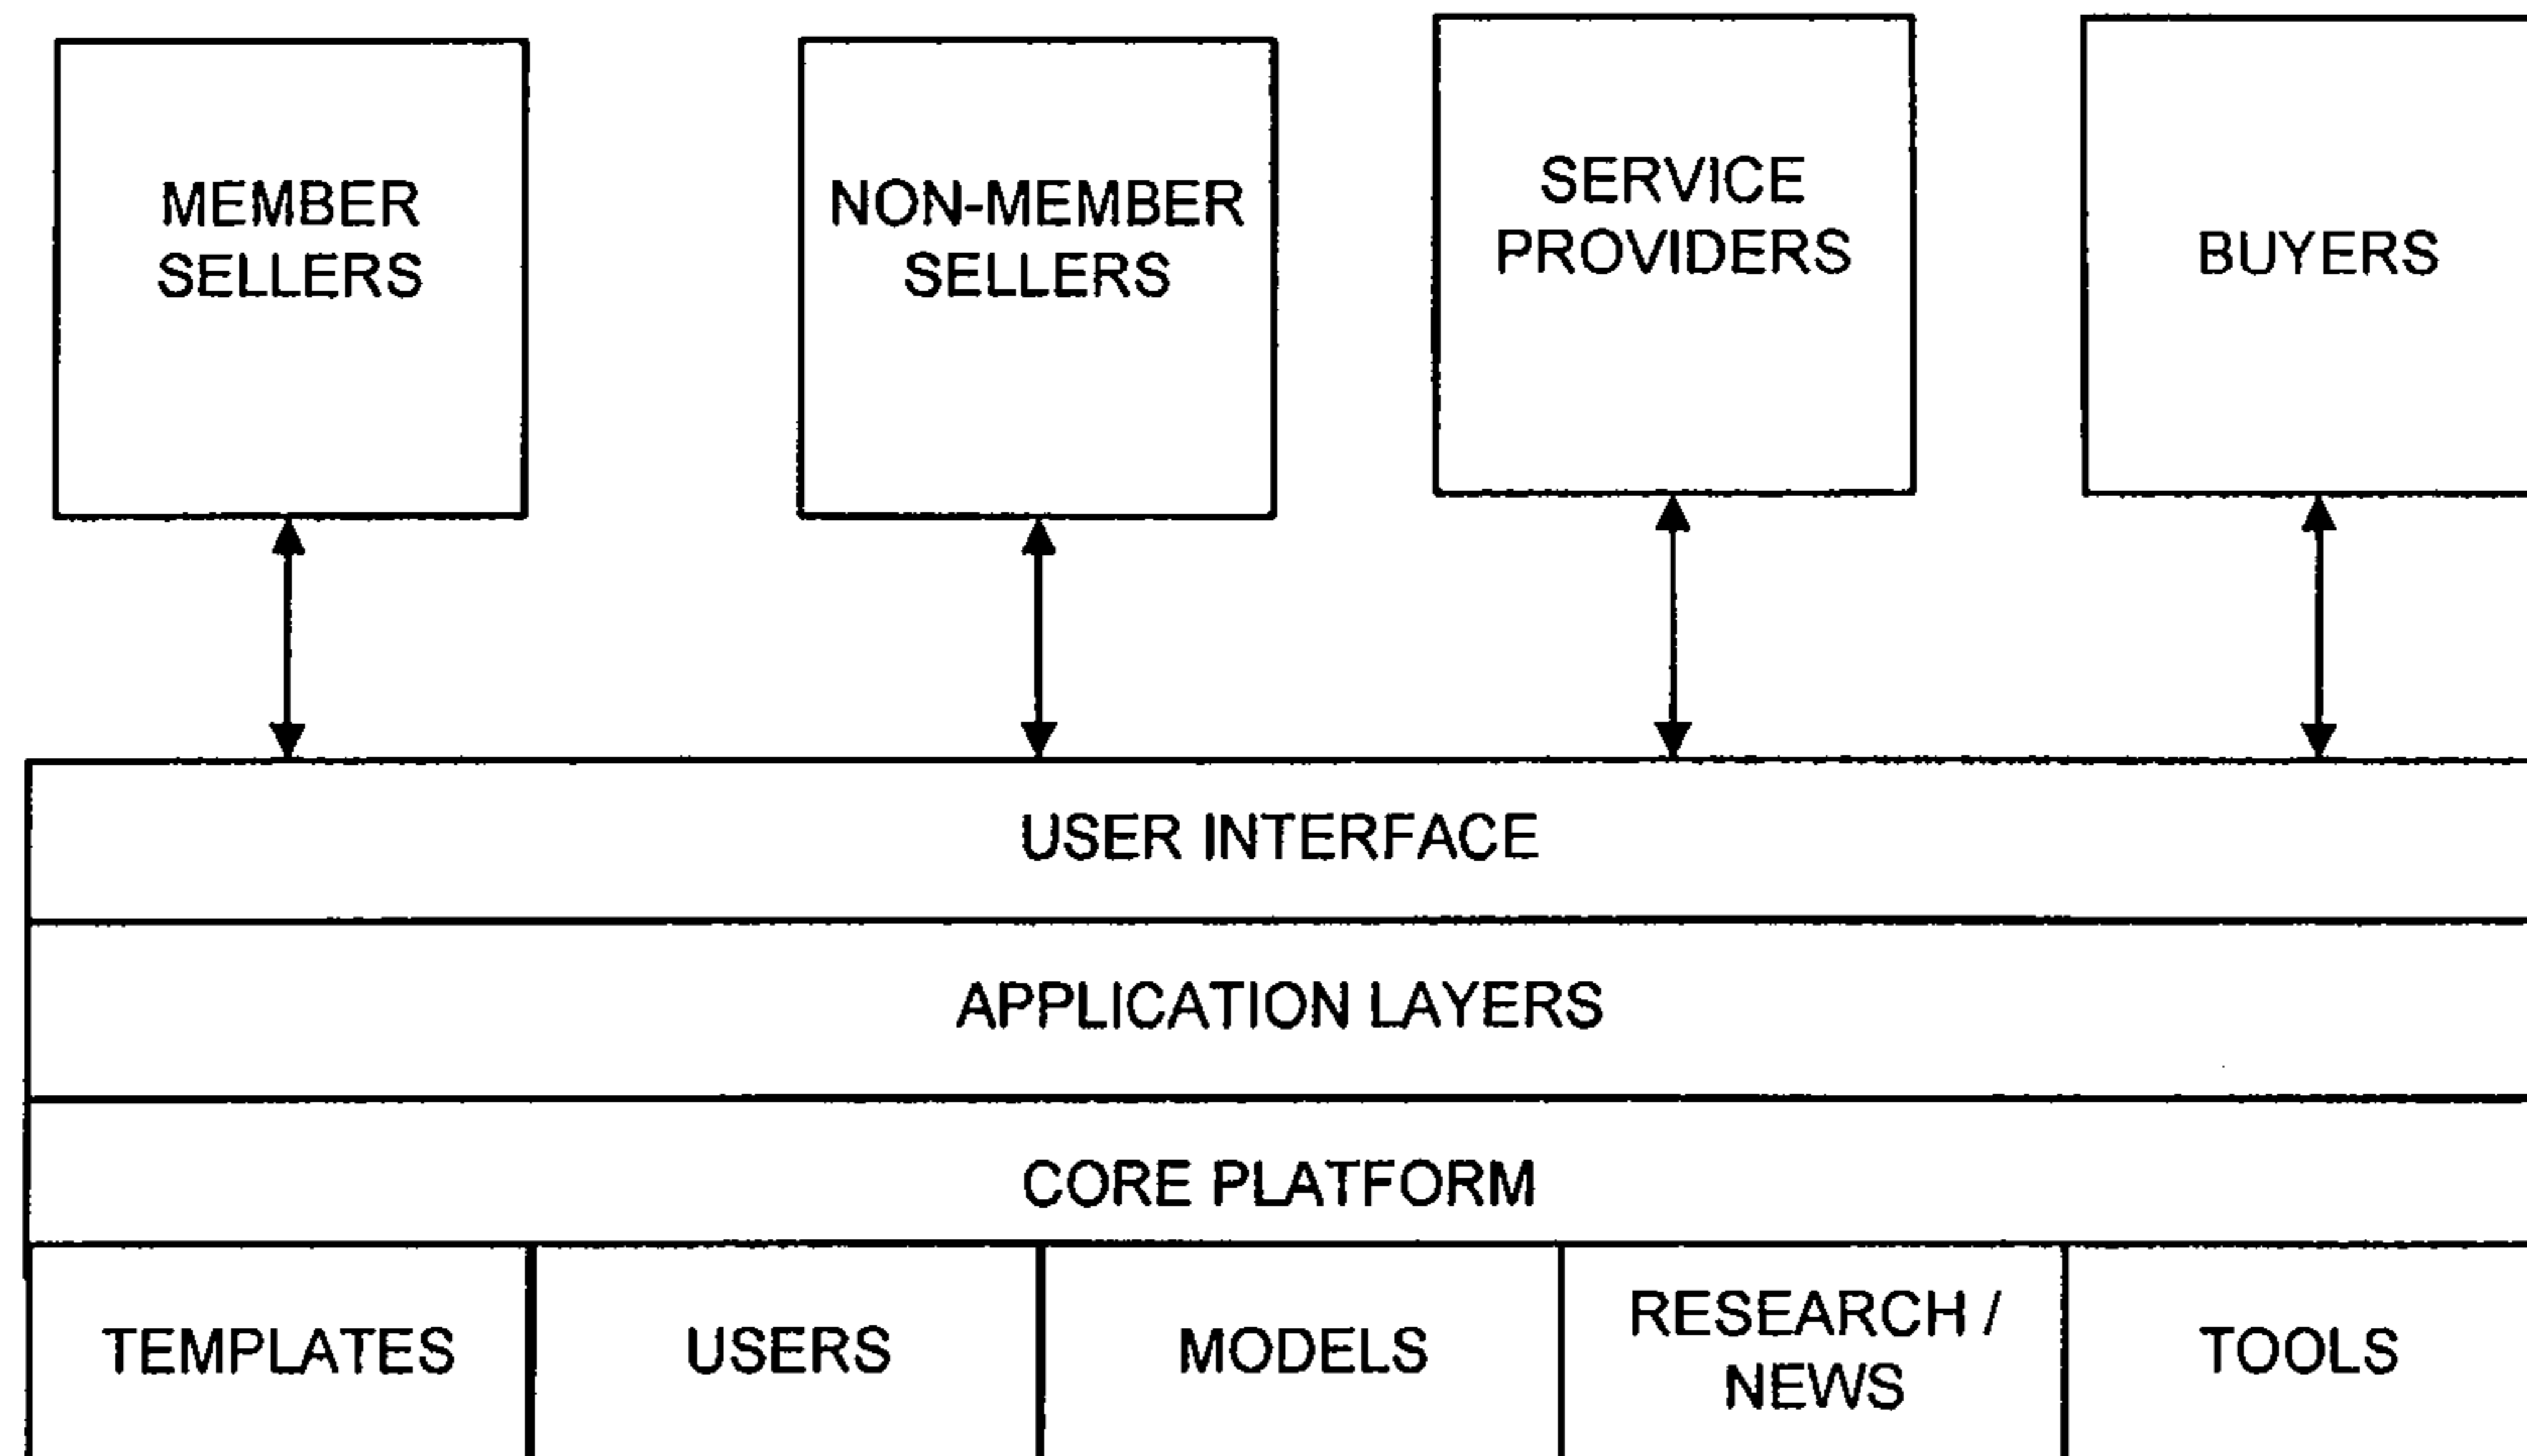 MEMBER
SELLERS
NON-MEMBER
SELLERS
SERVICE
PROVIDERS
BUYERS
USER INTERFACE
APPLICATION LAYERS
CORE PLATFORM
TEMPLATES
USERS
MODELS
RESEARCH /
NEWS
TOOLS